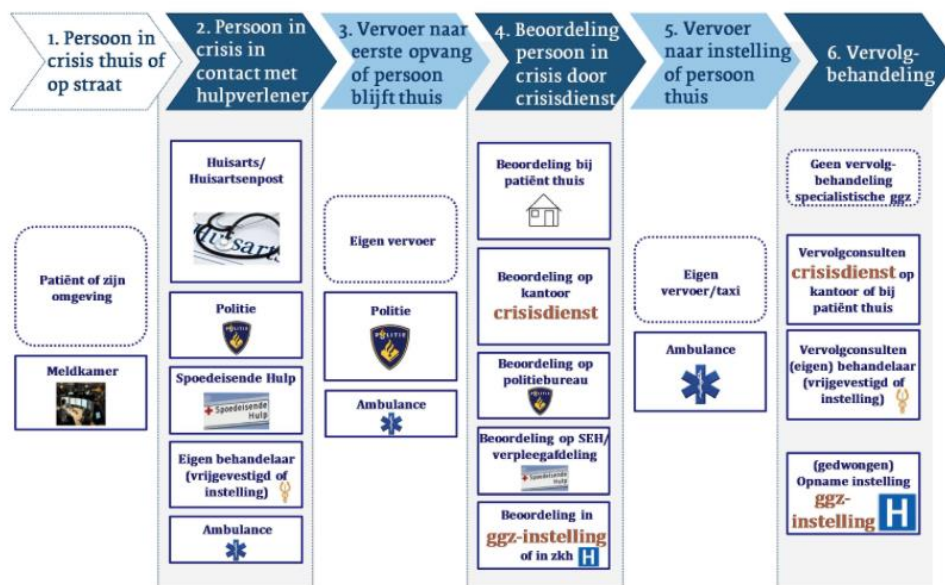 1. Persoon in
crisis thuis of
op straat
2. Persoon in
crisis in
contact met
hulpverlener
3. Vervoer naar
eerste opvang
of persoon
blijft thuis
4. Beoordeling
persoon in
crisis door
crisisdienst
5. Vervoer
naar instelling
of persoon
thuis
6. Vervolg-
behandeling
Patiënt of zijn
omgeving
Meldkamer
Huisarts/
Huisartsenpost
Huisart
Politie
POLITIE
Spoedeisende Hulp
Spoedeisende
Hulp
Eigen behandelaar
(vrijgevestigd of
instelling)
Ambulance
Eigen vervoer
Politie
POLITIE
Ambulance
Beoordeling bij
patiënt thuis
Beoordeling op
kantoor
crisisdienst
Beoordeling op
politiebureau
POLITIE
Beoordeling op SEH/
verpleegafdeling
Spoedeisende
Hulp
Beoordeling in
ggz-instelling
of in zkh H
Eigen
vervoer/taxi
Ambulance
Geen vervolg-
behandeling
specialistische ggz
Vervolgconsulten
crisisdienst op
kantoor of bij
patiënt thuis
Vervolgconsulten
(eigen) behandelaar
(vrijgevestigd of
instelling)
(gedwongen)
Opname instelling
ggz-
instelling H